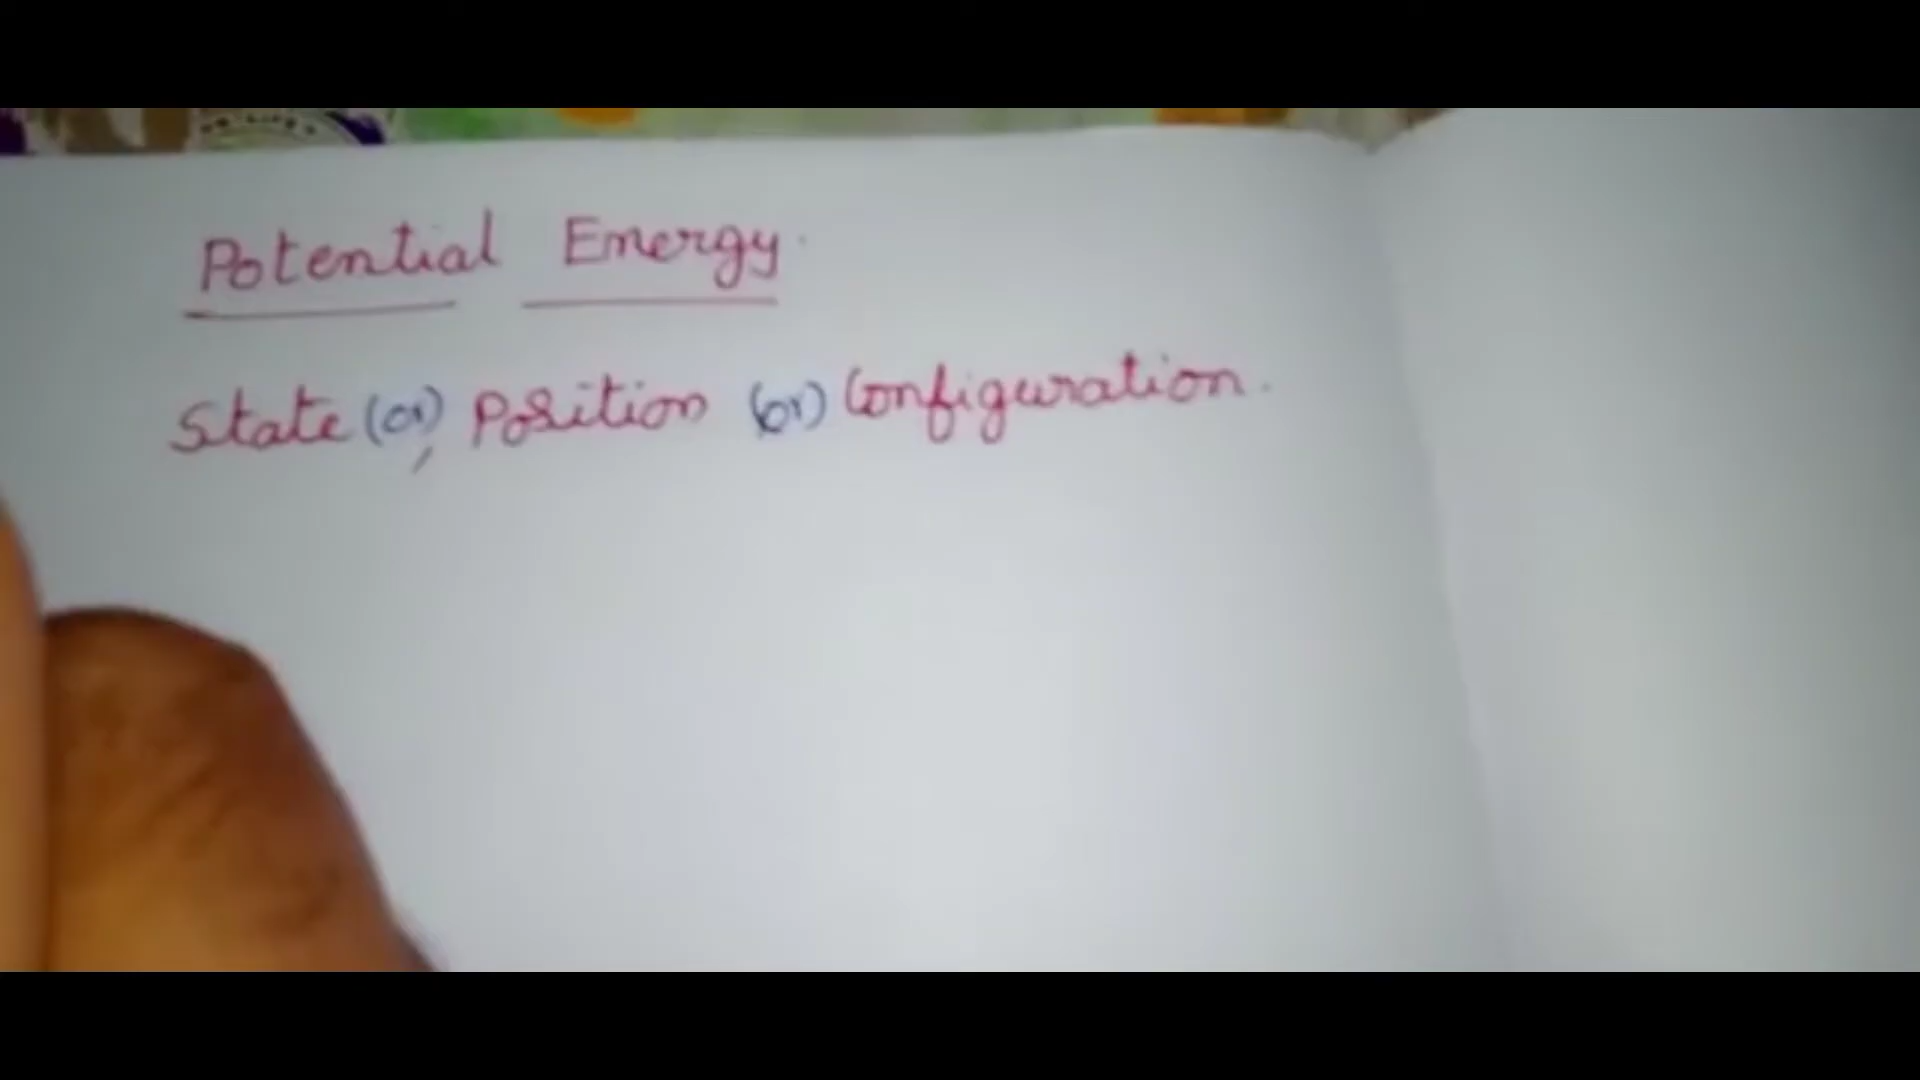 Potential Energy.
State (or) Position (or) Configuration.